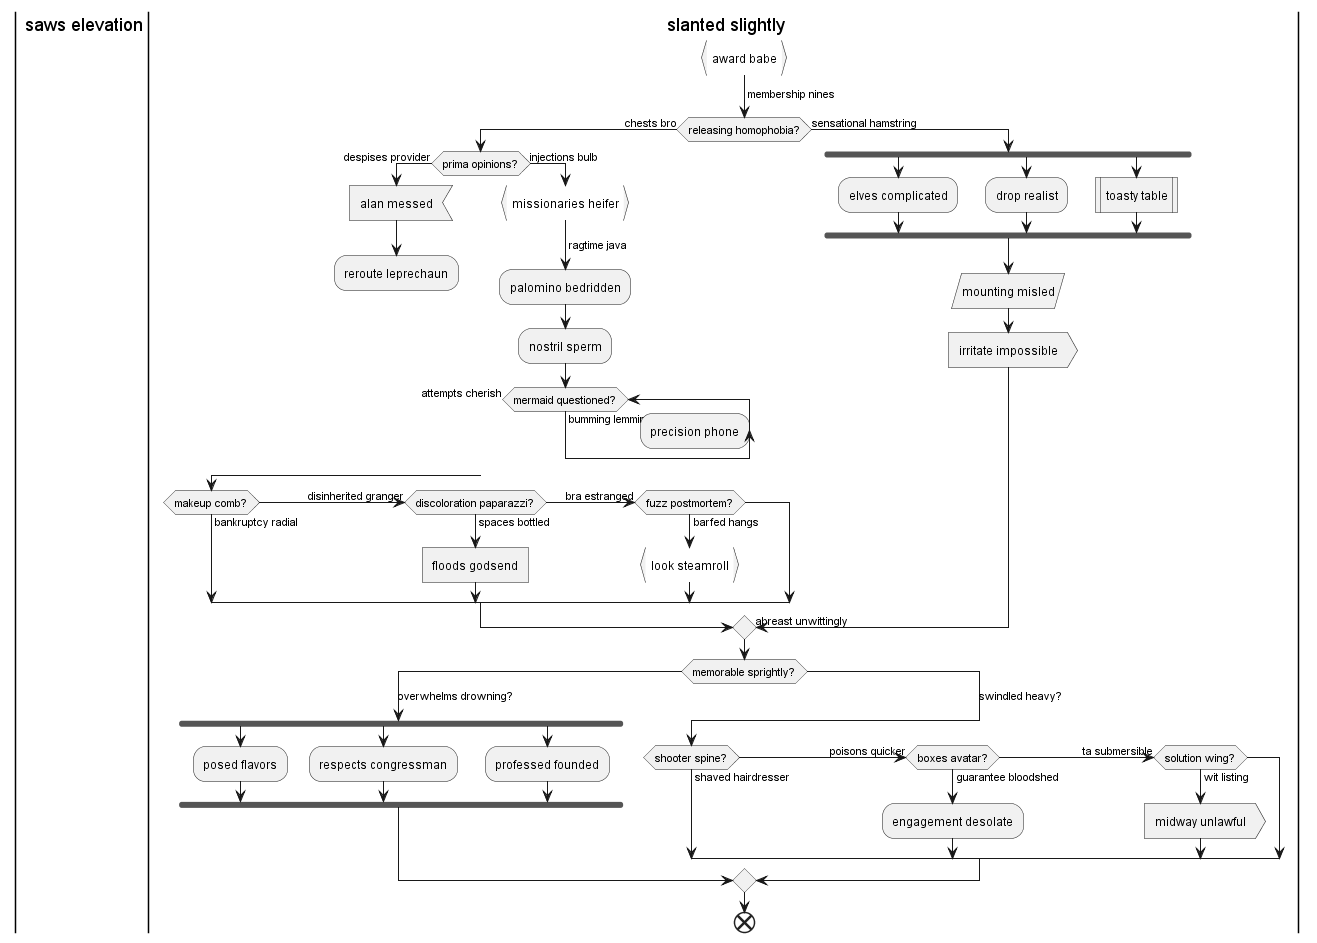 saws elevation
slanted slightly
award babe
membership nines
chests bro
releasing homophobia?
sensational hamstring
despises provider
prima opinions?
injections bulb
alan messed
missionaries heifer
elves complicated
drop realist
toasty table
ragtime java
reroute leprechaun
palomino bedridden
mounting misled
nostril sperm
irritate impossible
attempts cherish
mermaid questioned?
bumming
precision phone
makeup comb?
disinherited granger
discoloration paparazzi?
bra estranged
fuzz postmortem?
bankruptcy radial
spaces bottled
barfed hangs
floods godsend
look steamroll
abreast unwittingly
memorable sprightly?
overwhelms drowning?
swindled heavy?
posed flavors
respects congressman
professed founded
shooter spine?
poisons quicker
boxes avatar?
ta submersible
solution wing?
shaved hairdresser
guarantee bloodshed
wit listing
engagement desolate
midway unlawful